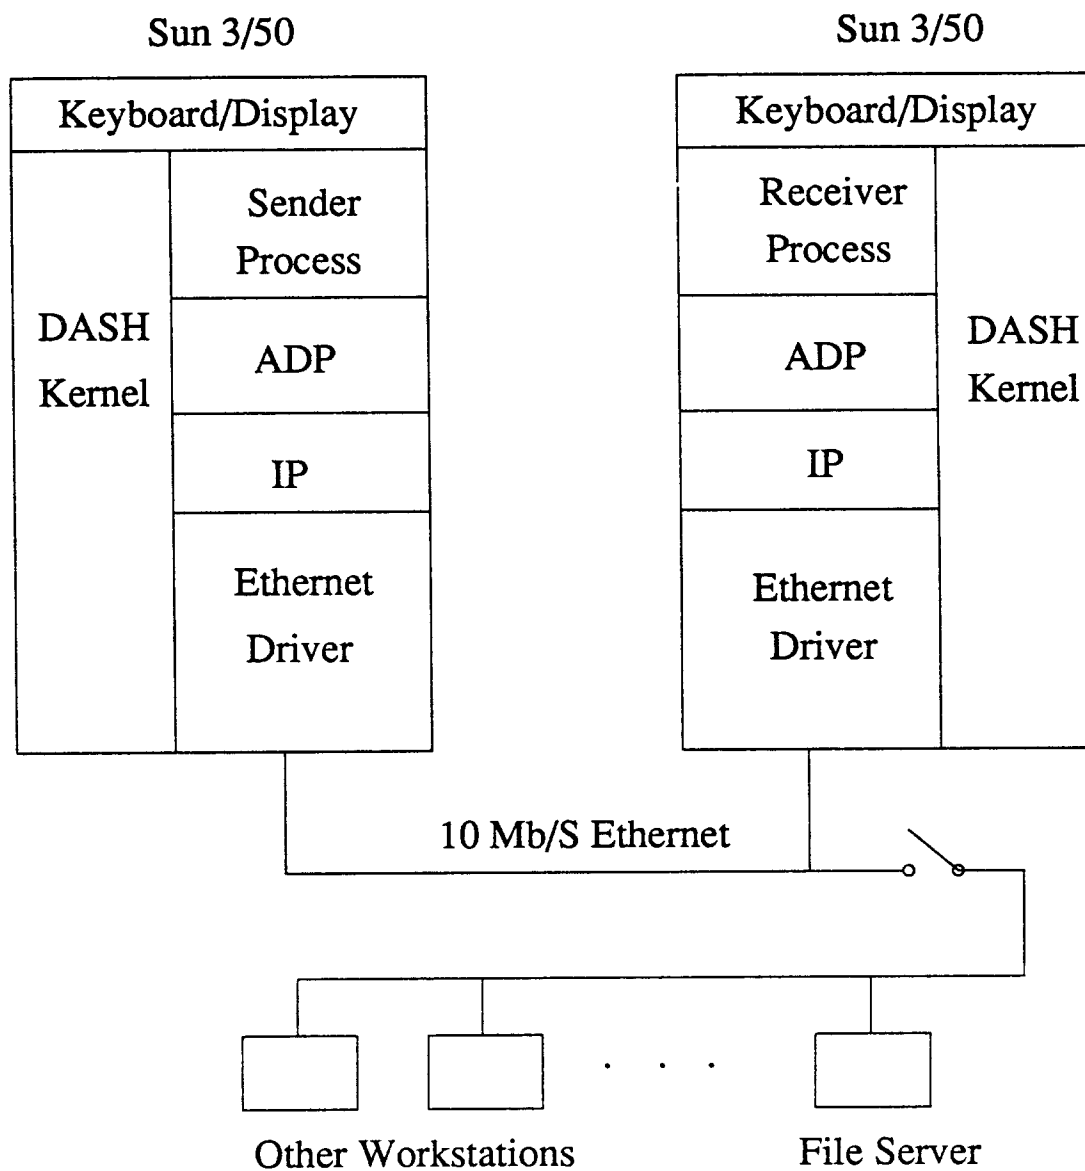 Sun 3/50
Sun 3/50
Keyboard/Display
Keyboard/Display
Sender
Process
Receiver
Process
DASH
Kernel
ADP
ADP
DASH
Kernel
IP
IP
Ethernet
Driver
Ethernet
Driver
10 Mb/S Ethernet
. . .
Other Workstations
File Server